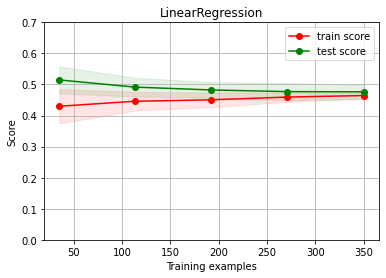 LinearRegression
0.7
0.6
0.5
0.4
0.3
0.2
0.1
0.0
Score
train score
test score
50 100 150 200 250 300 350
Training examples